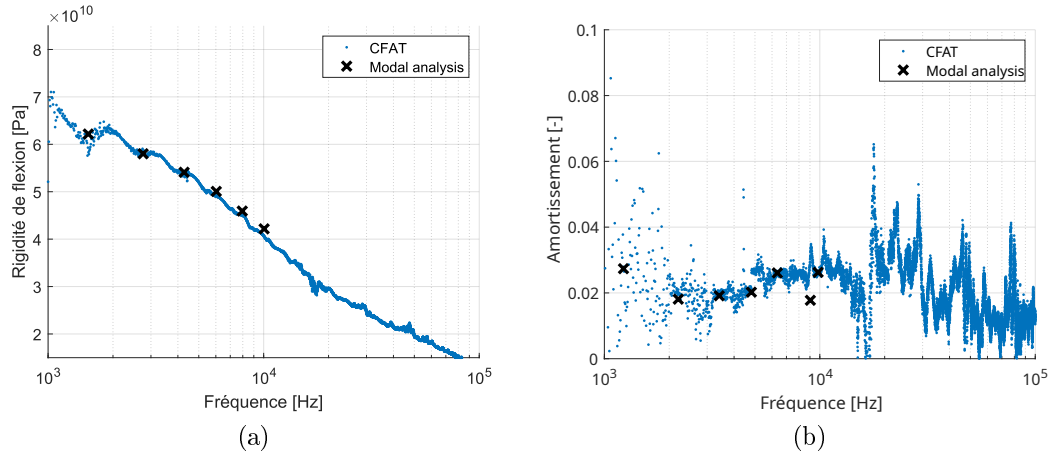 ×10^10
8
7
6
5
4
3
2
Rigidité de flexion [Pa]
CFAT
Modal analysis
10^3
10^4
10^5
Fréquence [Hz]
(a)
0.1
0.08
0.06
0.04
0.02
0
Amortissement [-]
CFAT
Modal analysis
10^3
10^4
10^5
Fréquence [Hz]
(b)